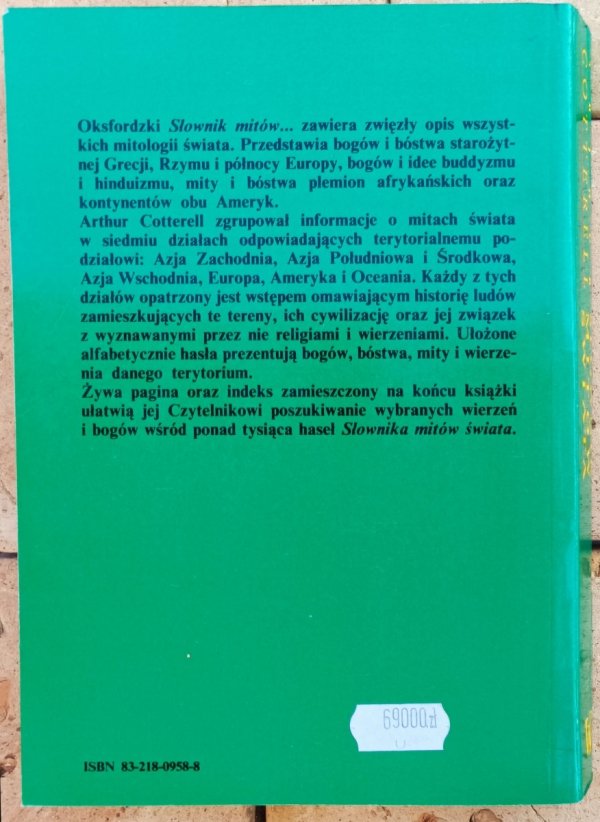 Oksfordzki Słownik mitów... zawiera zwięzły opis wszyst-
kich mitologii świata. Przedstawia bogów i bóstwa starożyt-
nej Grecji, Rzymu i północy Europy, bogów i idee buddyzmu
i hinduizmu, mity i bóstwa plemion afrykańskich oraz
kontynentów obu Ameryk.
Arthur Cotterell zgrupował informacje o mitach świata
w siedmiu działach odpowiadających terytorialnemu po-
działowi: Azja Zachodnia, Azja Południowa i Środkowa,
Azja Wschodnia, Europa, Ameryka i Oceania. Każdy z tych
działów opatrzony jest wstępem omawiającym historię ludów
zamieszkujących te tereny, ich cywilizację oraz jej związek
z wyznawanymi przez nie religiami i wierzeniami. Ułożone
alfabetycznie hasła prezentują bogów, bóstwa, mity i wierze-
nia danego terytorium.
Żywa pagina oraz indeks zamieszczony na końcu książki
ułatwią jej Czytelnikowi poszukiwanie wybranych wierzeń
i bogów wśród ponad tysiąca haseł Słownika mitów świata.
69000zł
ISBN 83-218-0958-8